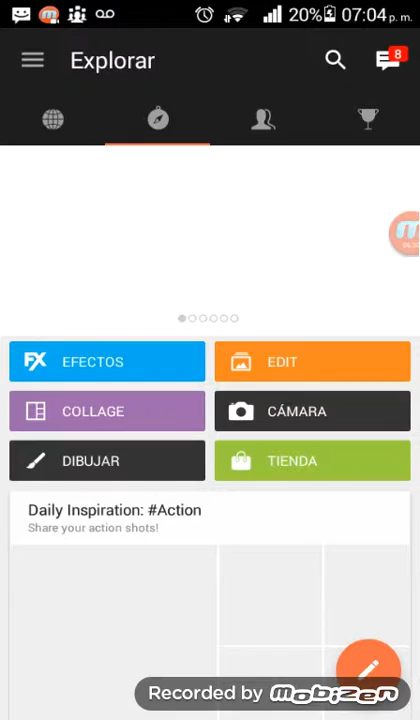 20% 07:04 p. m.
Explorar
8
FX EFECTOS
EDIT
COLLAGE
CÁMARA
DIBUJAR
TIENDA
Daily Inspiration: #Action
Share your action shots!
Recorded by mobizen